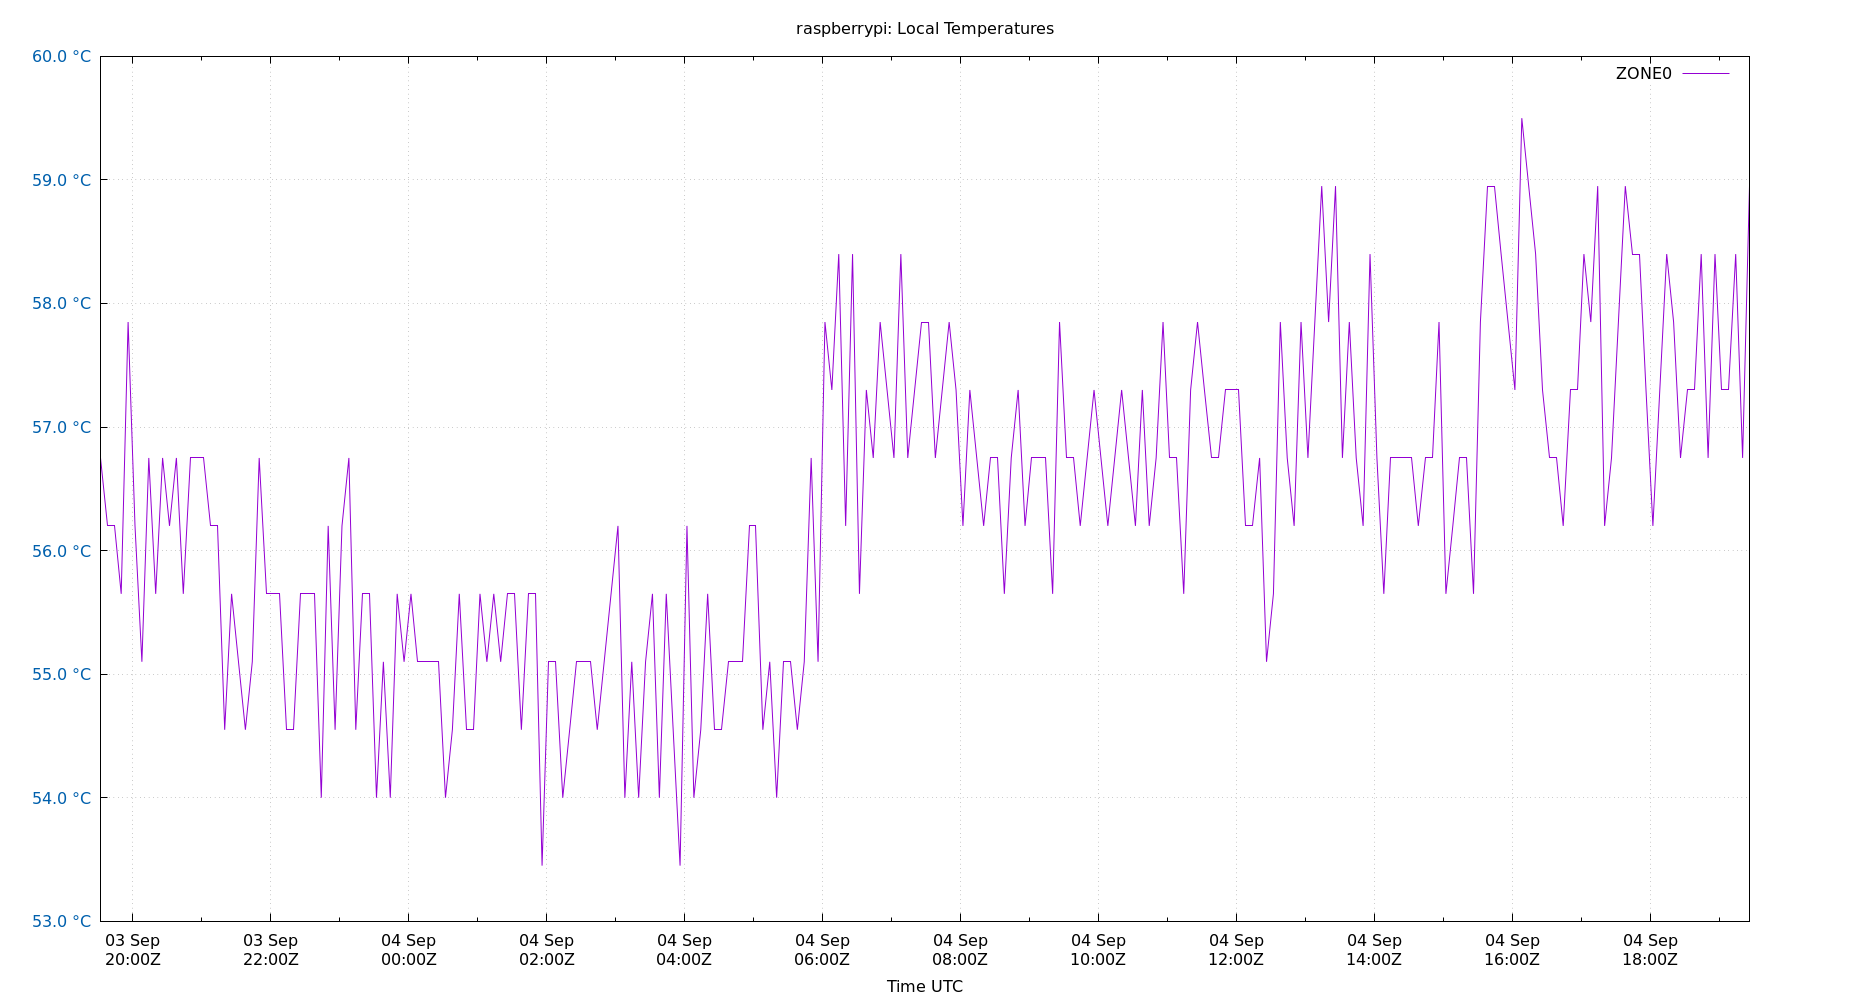 raspberrypi: Local Temperatures
60.0 °C
ZONE0
59.0 °C
58.0 °C
57.0 °C
56.0 °C
55.0 °C
54.0 °C
53.0 °C
03 Sep 03 Sep 04 Sep 04 Sep 04 Sep 04 Sep 04 Sep 04 Sep 04 Sep 04 Sep 04 Sep 04 Sep
20:00Z 22:00Z 00:00Z 02:00Z 04:00Z 06:00Z 08:00Z 10:00Z 12:00Z 14:00Z 16:00Z 18:00Z
Time UTC